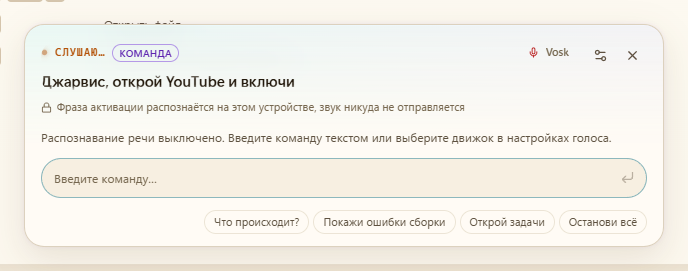 Открыть файл
СЛУШАЮ… КОМАНДА Vosk
Джарвис, открой YouTube и включи
Фраза активации распознаётся на этом устройстве, звук никуда не отправляется
Распознавание речи выключено. Введите команду текстом или выберите движок в настройках голоса.
Введите команду...
Что происходит? Покажи ошибки сборки Открой задачи Останови всё